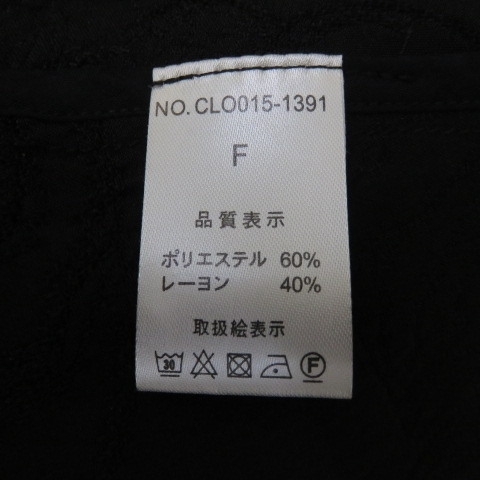 NO. CLO015-1391
F
品質表示
ポリエステル 60%
レーヨン 40%
取扱絵表示
30 F